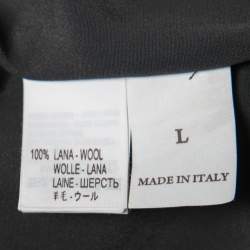 100% LANA - WOOL
WOLLE - LANA
LAINE - ШЕРСТЬ
羊毛 - ウール
L
MADE IN ITALY